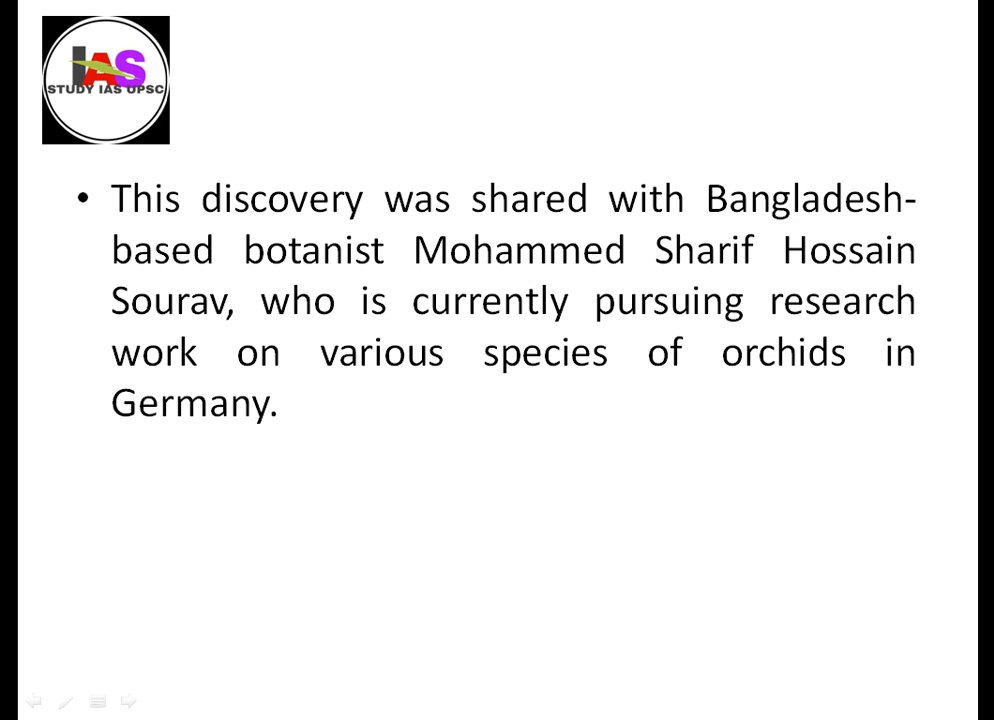 IAS
STUDY IAS UPSC
• This discovery was shared with Bangladesh-
based botanist Mohammed Sharif Hossain
Sourav, who is currently pursuing research
work on various species of orchids in
Germany.